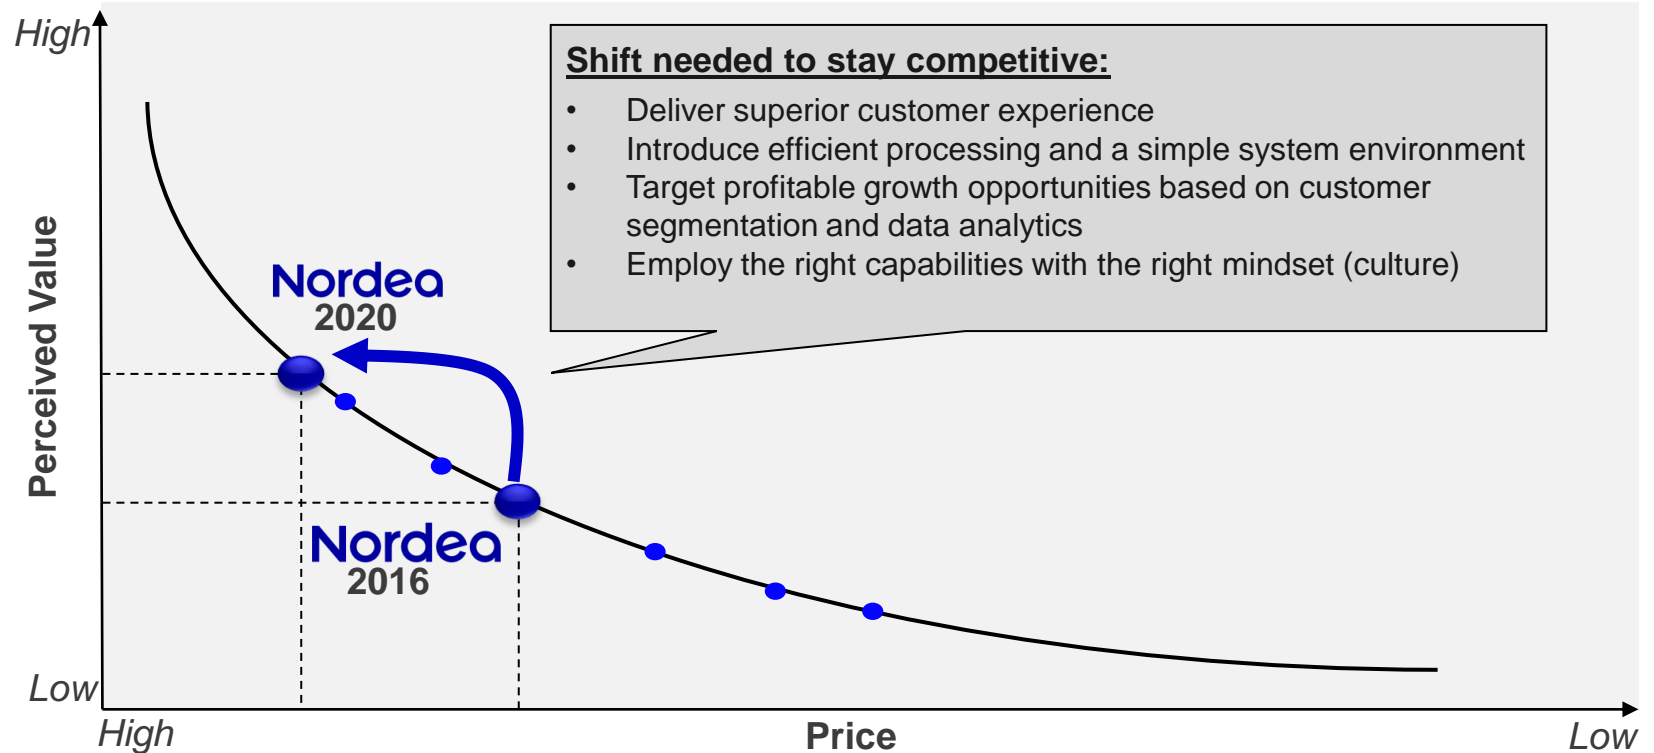 High
Shift needed to stay competitive:
• Deliver superior customer experience
• Introduce efficient processing and a simple system environment
• Target profitable growth opportunities based on customer
segmentation and data analytics
• Employ the right capabilities with the right mindset (culture)
Perceived Value
Nordea
2020
Nordea
2016
Low
High
Price
Low